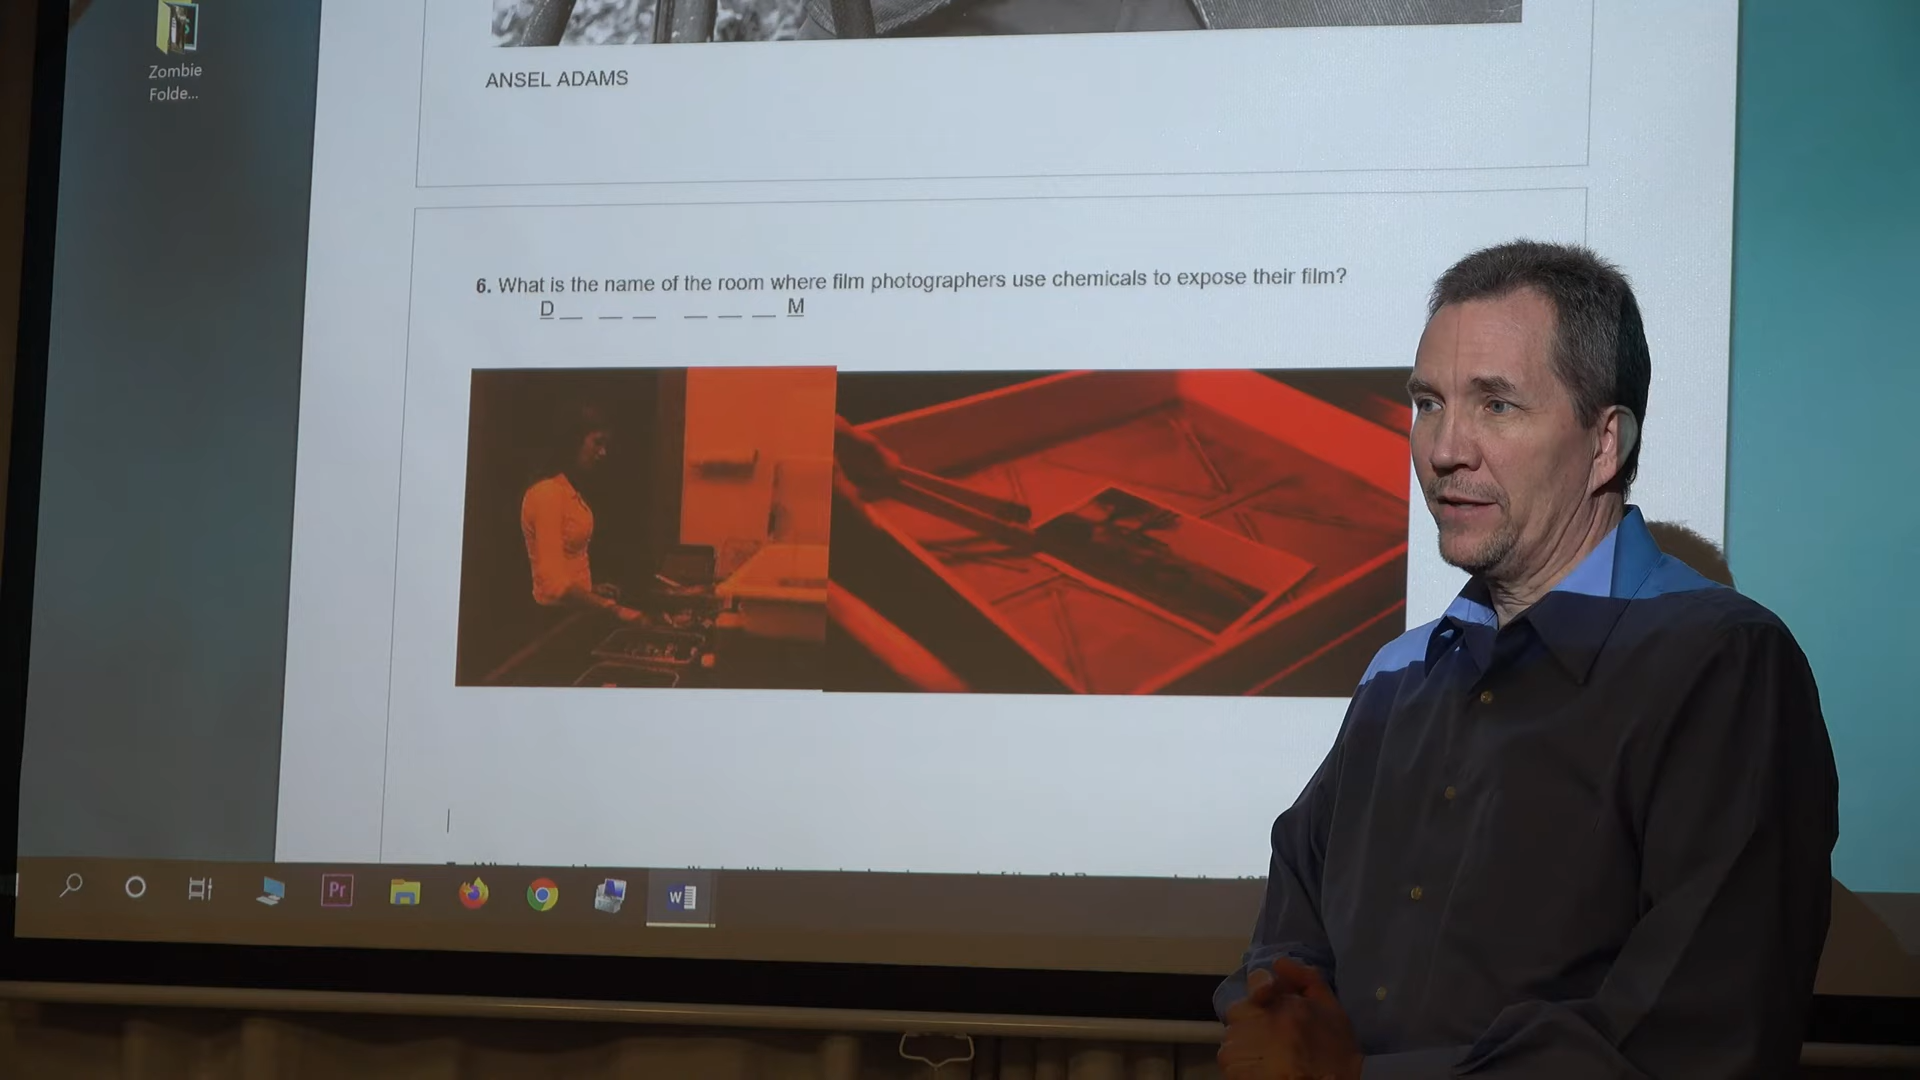 Zombie
Folde...
ANSEL ADAMS
6. What is the name of the room where film photographers use chemicals to expose their film?
D__ __ __ __ __ __ M
Pr
W